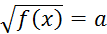 √f(x) = a